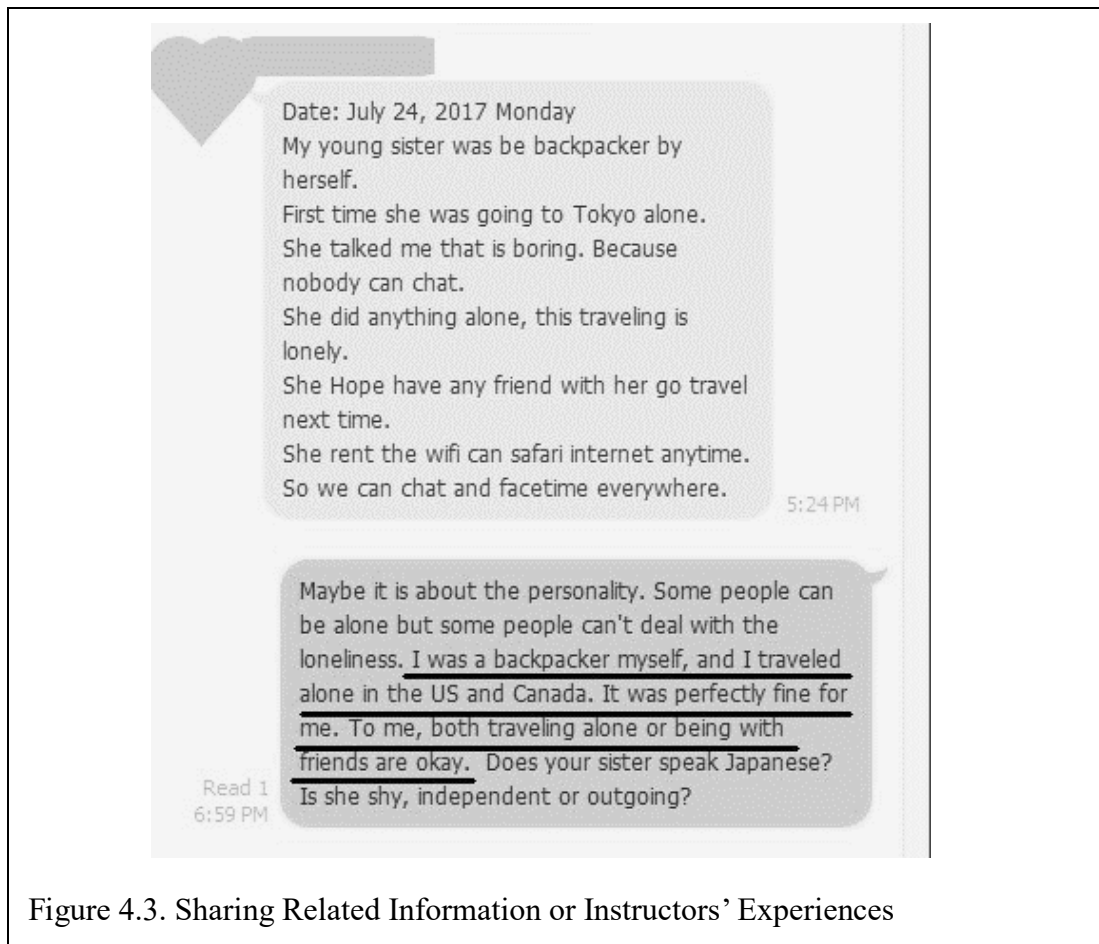 Date: July 24, 2017 Monday
My young sister was be backpacker by
herself.
First time she was going to Tokyo alone.
She talked me that is boring. Because
nobody can chat.
She did anything alone, this traveling is
lonely.
She Hope have any friend with her go travel
next time.
She rent the wifi can safari internet anytime.
So we can chat and facetime everywhere.
5:24 PM
Maybe it is about the personality. Some people can
be alone but some people can't deal with the
loneliness. I was a backpacker myself, and I traveled
alone in the US and Canada. It was perfectly fine for
me. To me, both traveling alone or being with
friends are okay. Does your sister speak Japanese?
Is she shy, independent or outgoing?
Read 1
6:59 PM
Figure 4.3. Sharing Related Information or Instructors’ Experiences